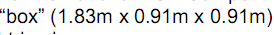 “box” (1.83m x 0.91m x 0.91m)